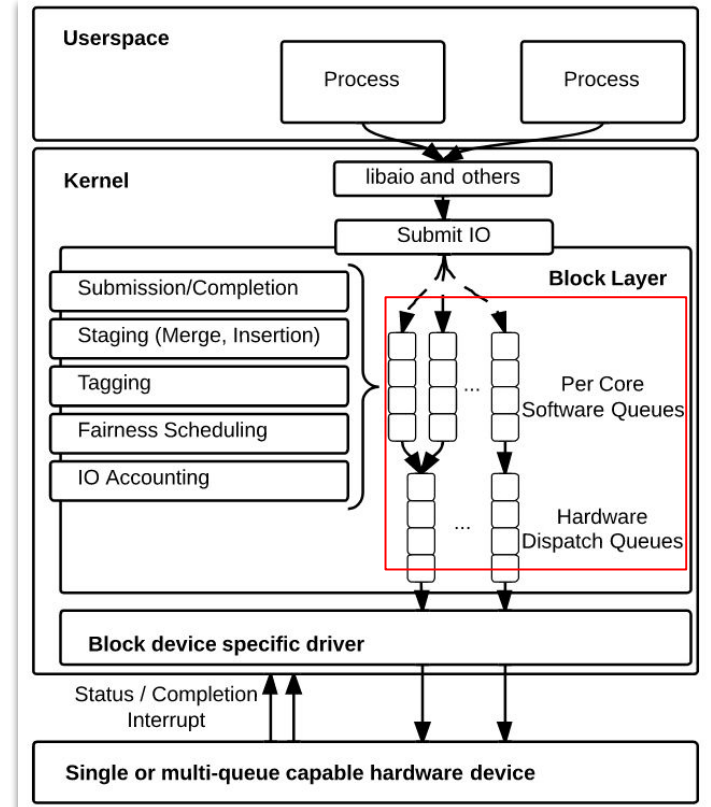 Userspace
Process
Process
Kernel
libaio and others
Submit IO
Block Layer
Submission/Completion
Staging (Merge, Insertion)
Tagging
Fairness Scheduling
IO Accounting
...
Per Core
Software Queues
...
Hardware
Dispatch Queues
Block device specific driver
Status / Completion
Interrupt
Single or multi-queue capable hardware device